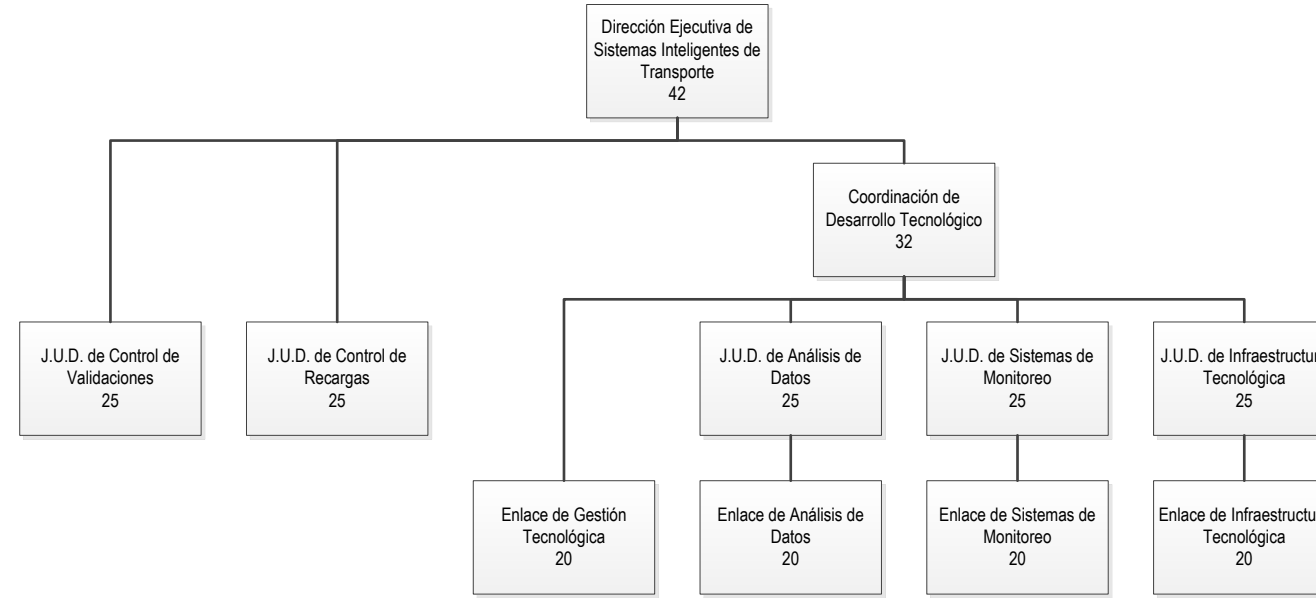 Dirección Ejecutiva de
Sistemas Inteligentes de
Transporte
42
Coordinación de
Desarrollo Tecnológico
32
J.U.D. de Control de
Validaciones
25
J.U.D. de Control de
Recargas
25
J.U.D. de Análisis de
Datos
25
J.U.D. de Sistemas de
Monitoreo
25
J.U.D. de
Tecnológica
25
Enlace de Gestión
Tecnológica
20
Enlace de Análisis de
Datos
20
Enlace de Sistemas de
Monitoreo
20
Enlace de
Tecnológica
20